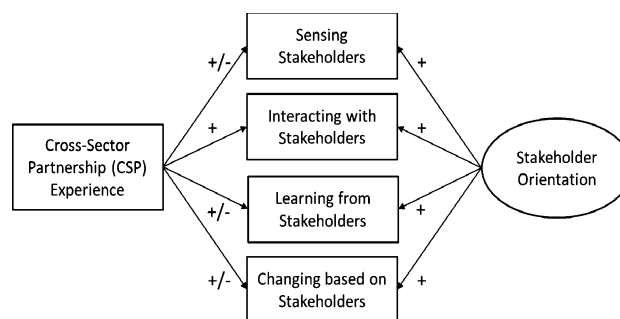 Sensing
Stakeholders
+/-
+
Interacting with
Stakeholders
+
+
Cross-Sector
Partnership (CSP)
Experience
Stakeholder
Orientation
Learning from
Stakeholders
+/-
+
Changing based on
Stakeholders
+/-
+